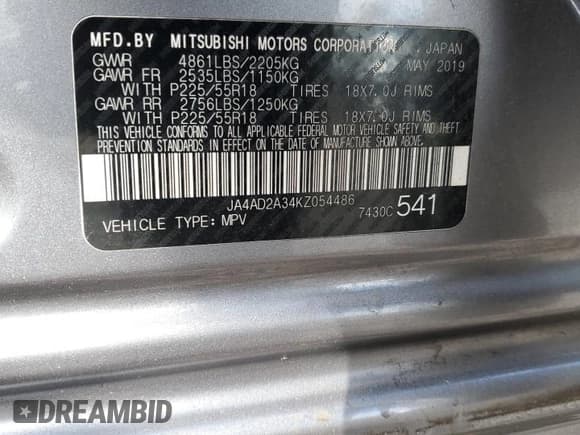 MFD.BY MITSUBISHI MOTORS CORPORATION JAPAN
GVWR 4861LBS/2205KG MAY 2019
GAWR FR 2535LBS/1150KG
WITH P225/55R18 TIRES 18X7.0J RIMS
GAWR RR 2756LBS/1250KG
WITH P225/55R18 TIRES 18X7.0J RIMS
THIS VEHICLE CONFORMS TO ALL APPLICABLE FEDERAL MOTOR VEHICLE SAFETY AND THEFT
PREVENTION STANDARDS IN EFFECT ON THE DATE OF MANUFACTURE SHOWN ABOVE.
JA4AD2A34KZ054486
VEHICLE TYPE: MPV 7430C 541
DREAMBID